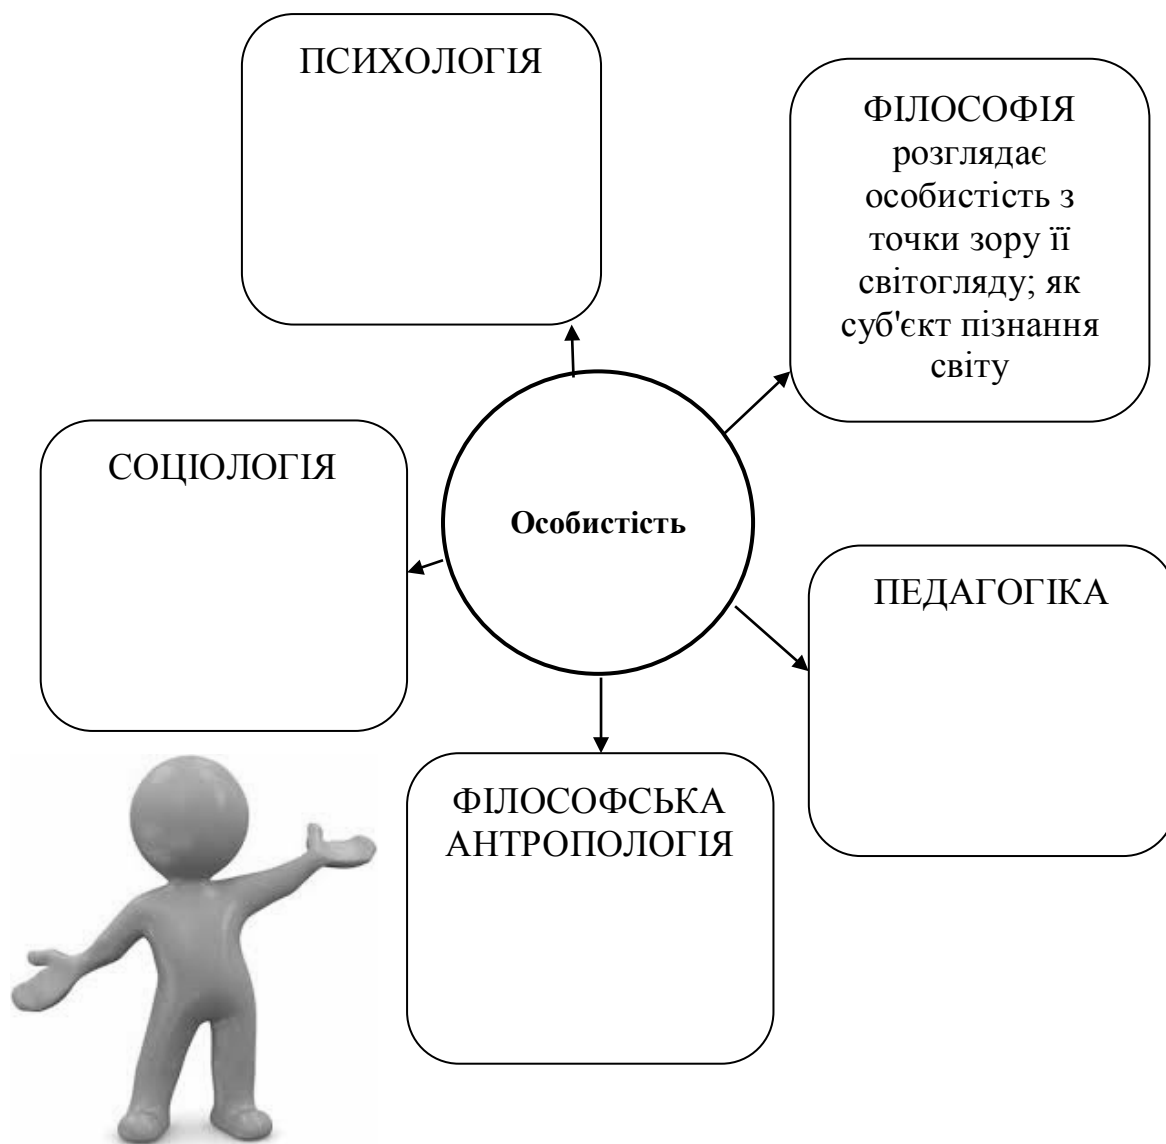 ПСИХОЛОГІЯ
ФІЛОСОФІЯ
розглядає
особистість з
точки зору її
світогляду; як
суб'єкт пізнання
світу
СОЦІОЛОГІЯ
Особистість
ПЕДАГОГІКА
ФІЛОСОФСЬКА
АНТРОПОЛОГІЯ